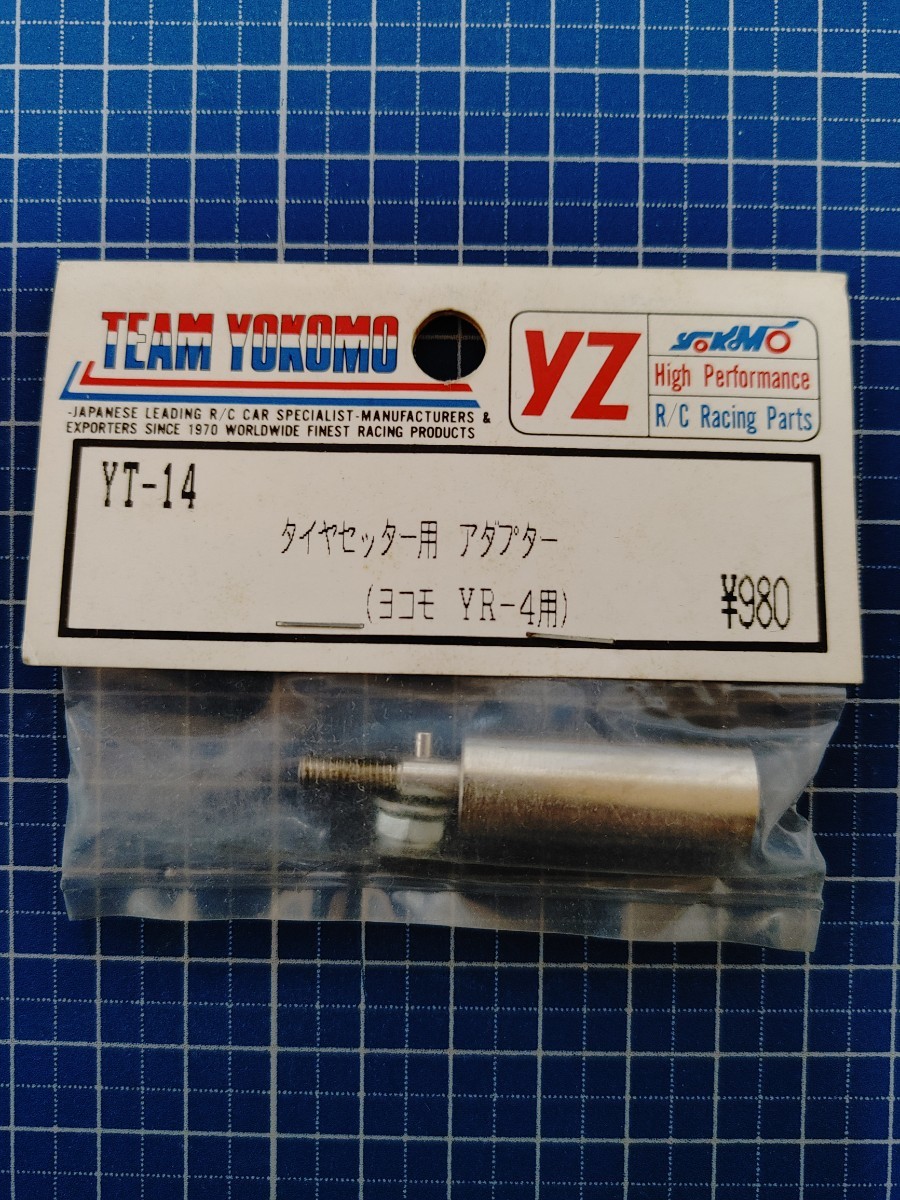 TEAM YOKOMO
-JAPANESE LEADING R/C CAR SPECIALIST-MANUFACTURERS &
EXPORTERS SINCE 1970 WORLDWIDE FINEST RACING PRODUCTS
YZ
YOKOMO
High Performance
R/C Racing Parts
YT-14
タイヤセッター用 アダプター
(ヨコモ YR-4用)
¥980